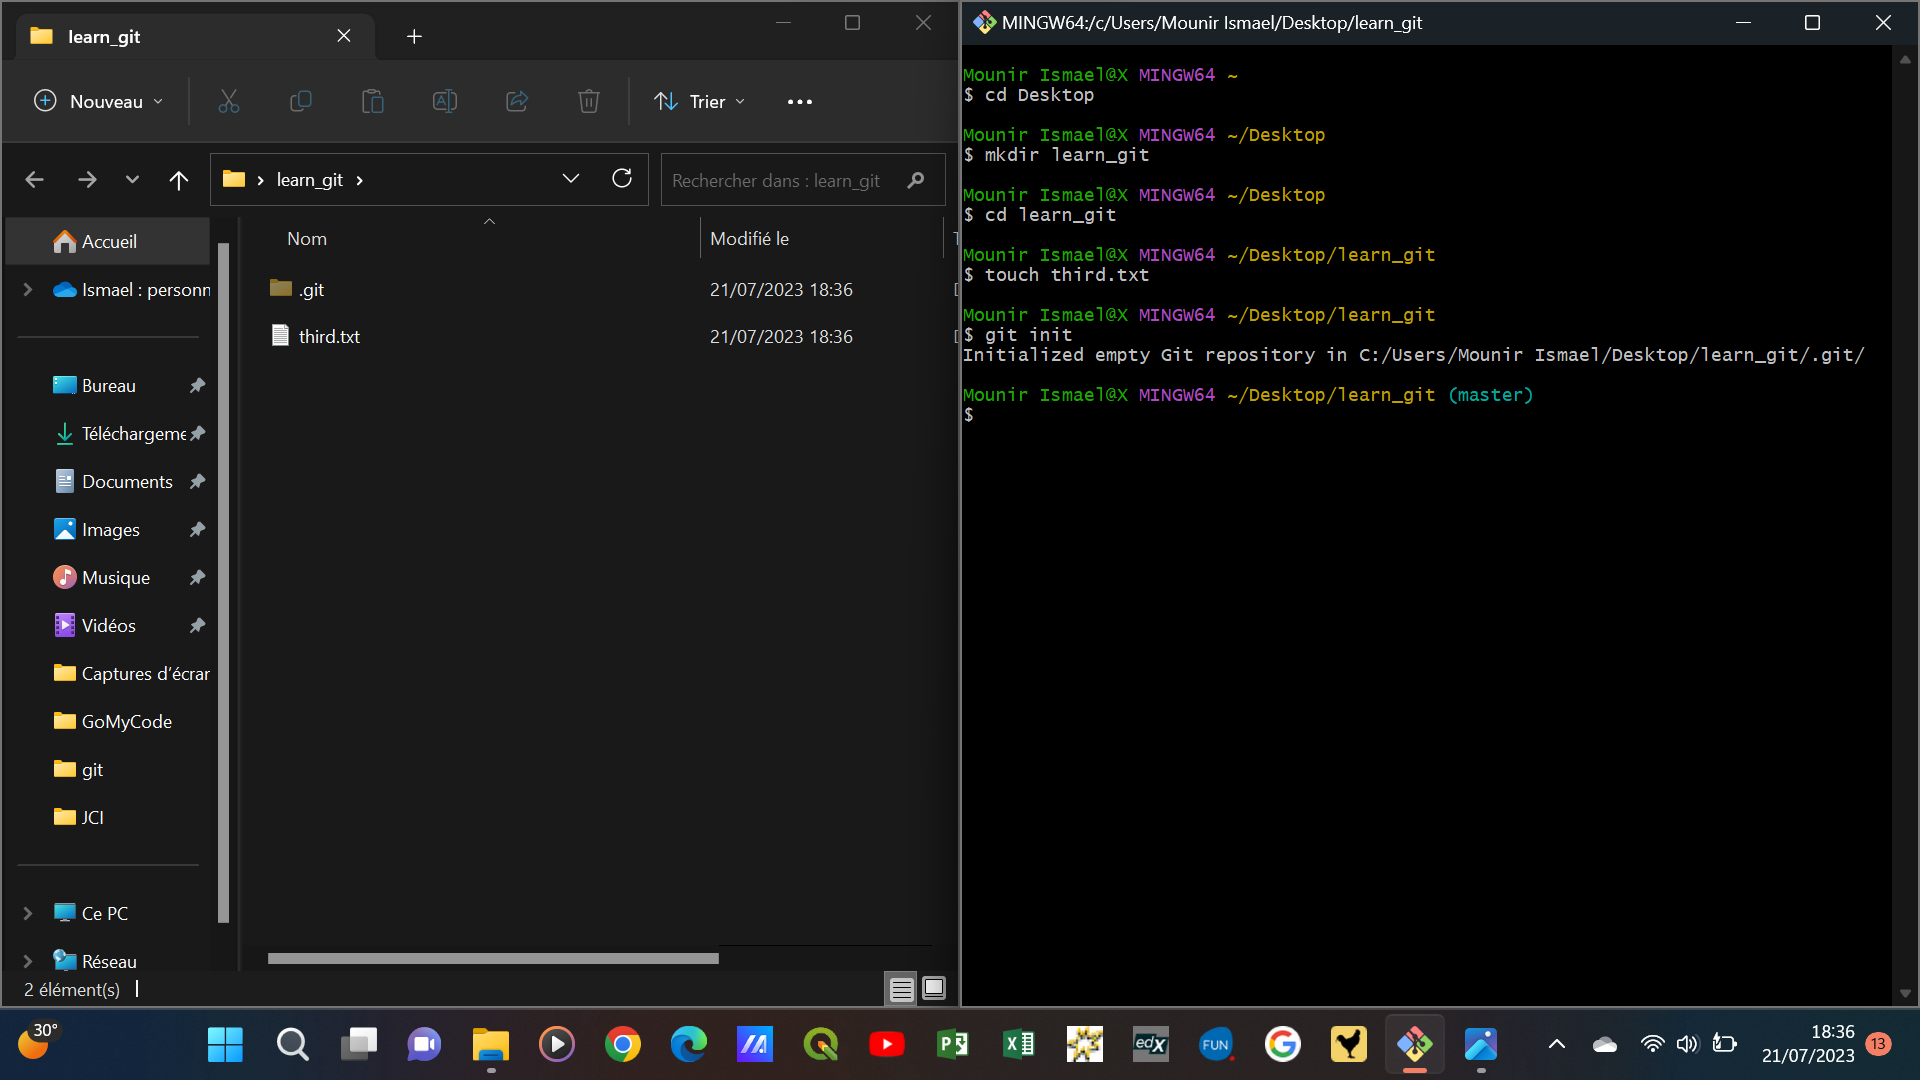 learn_git
Nouveau
Trier
learn_git
Rechercher dans : learn_git
Accueil
Ismael : personn
Bureau
Téléchargeme
Documents
Images
Musique
Vidéos
Captures d'écrar
GoMyCode
git
JCI
Ce PC
Réseau
Nom
Modifié le
.git
21/07/2023 18:36
third.txt
21/07/2023 18:36
2 élément(s)
MINGW64:/c/Users/Mounir Ismael/Desktop/learn_git
Mounir Ismael@X MINGW64 ~
$ cd Desktop
Mounir Ismael@X MINGW64 ~/Desktop
$ mkdir learn_git
Mounir Ismael@X MINGW64 ~/Desktop
$ cd learn_git
Mounir Ismael@X MINGW64 ~/Desktop/learn_git
$ touch third.txt
Mounir Ismael@X MINGW64 ~/Desktop/learn_git
$ git init
Initialized empty Git repository in C:/Users/Mounir Ismael/Desktop/learn_git/.git/
Mounir Ismael@X MINGW64 ~/Desktop/learn_git (master)
$
30°
edX
FUN
18:36
21/07/2023
13